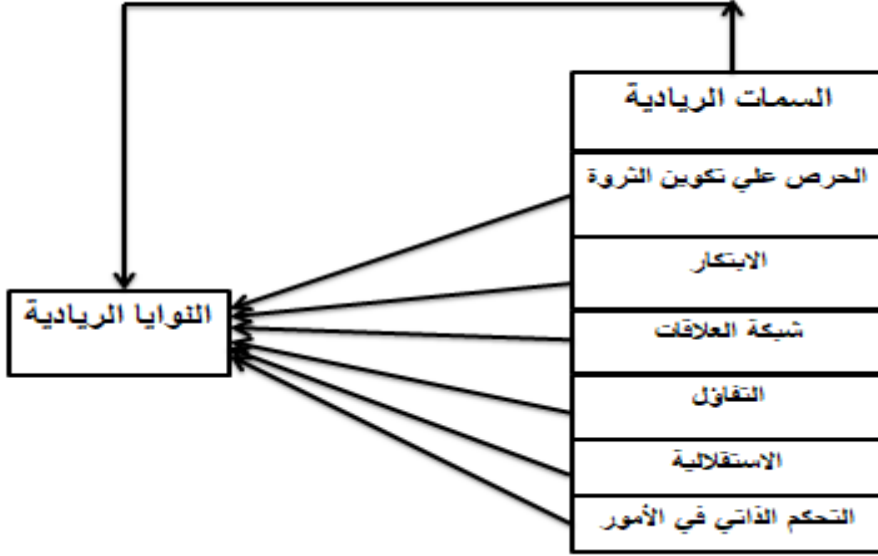 السمات الريادية
الحرص علي تكوين الثروة
الابتكار
شبكة العلاقات
التفاؤل
الاستقلالية
التحكم الذاتي في الأمور
النوايا الريادية